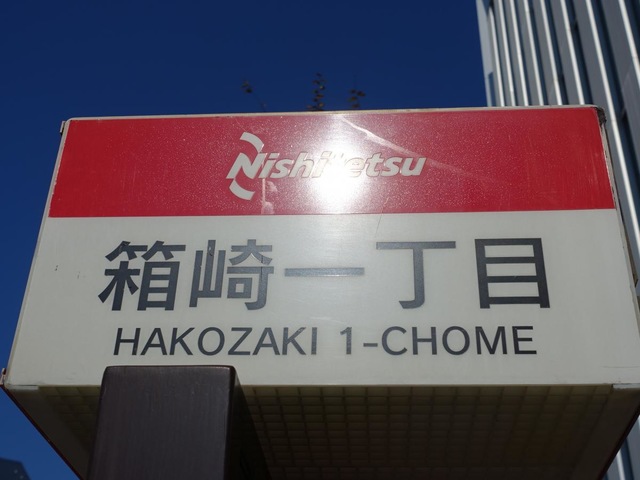 Nishitetsu
箱崎一丁目
HAKOZAKI 1-CHOME